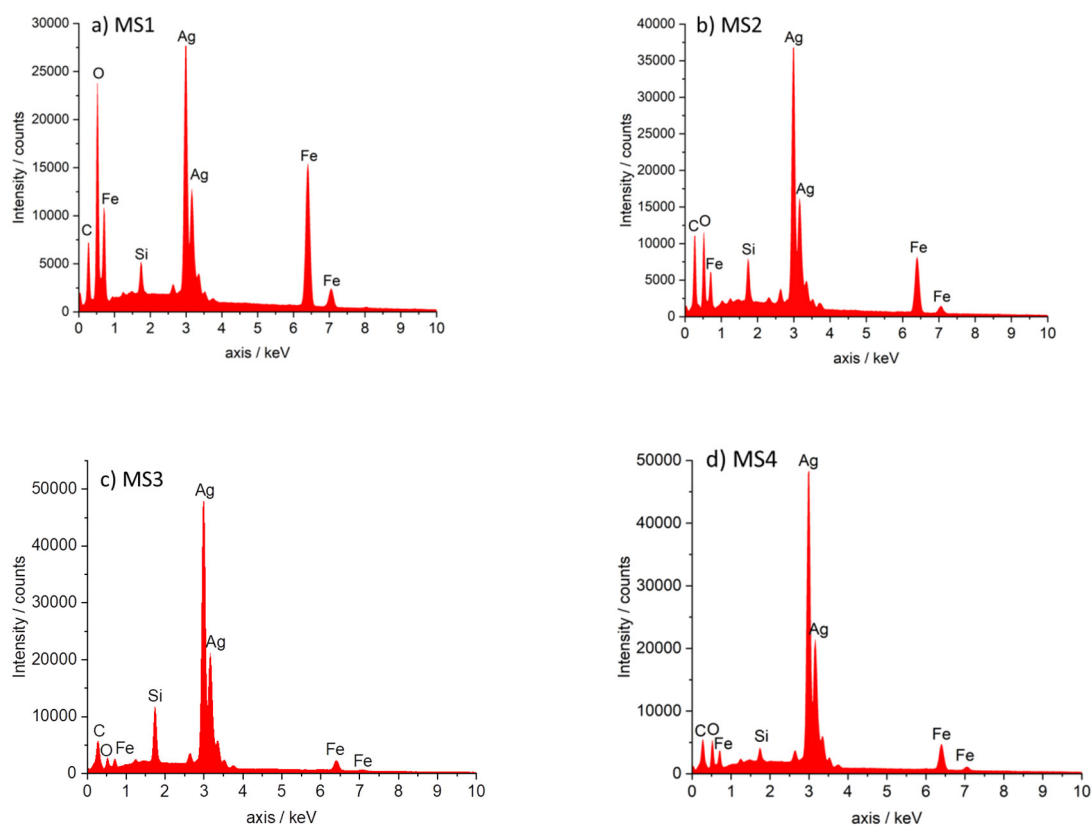 a) MS1
30000
25000
20000
15000
10000
5000
0
Intensity / counts
C
O
Fe
Si
Ag
Ag
Fe
Fe
0 1 2 3 4 5 6 7 8 9 10
axis / keV
b) MS2
40000
35000
30000
25000
20000
15000
10000
5000
0
Intensity / counts
C
O
Fe
Si
Ag
Ag
Fe
Fe
0 1 2 3 4 5 6 7 8 9 10
axis / keV
c) MS3
50000
40000
30000
20000
10000
0
Intensity / counts
C
O
Fe
Si
Ag
Ag
Fe
Fe
0 1 2 3 4 5 6 7 8 9 10
axis / keV
d) MS4
50000
40000
30000
20000
10000
0
Intensity / counts
C
O
Fe
Si
Ag
Ag
Fe
Fe
0 1 2 3 4 5 6 7 8 9 10
axis / keV